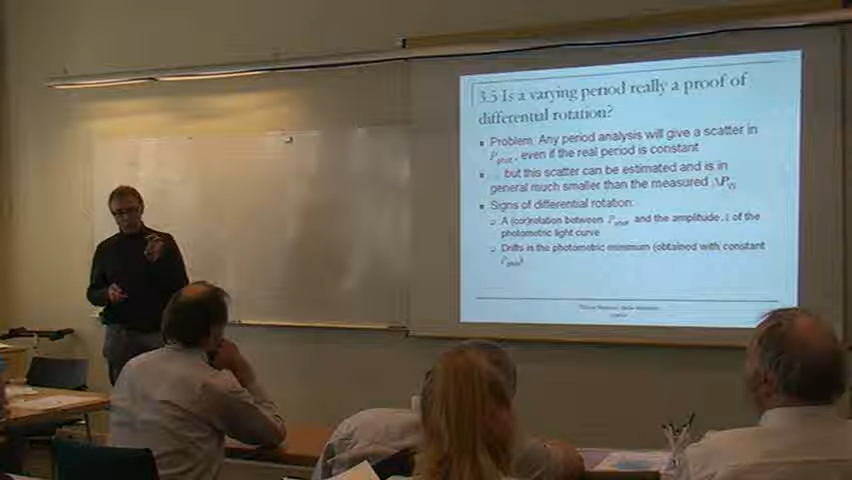 3.5 Is a varying period really a proof of
differential rotation?
Problem: Any period analysis will give a scatter in
P_phot, even if the real period is constant
... but this scatter can be estimated and is in
general much smaller than the measured ΔP_W
Signs of differential rotation:
A (cor)relation between P_phot and the amplitude of the
photometric light curve
Drifts in the photometric minimum (obtained with constant
P_phot)